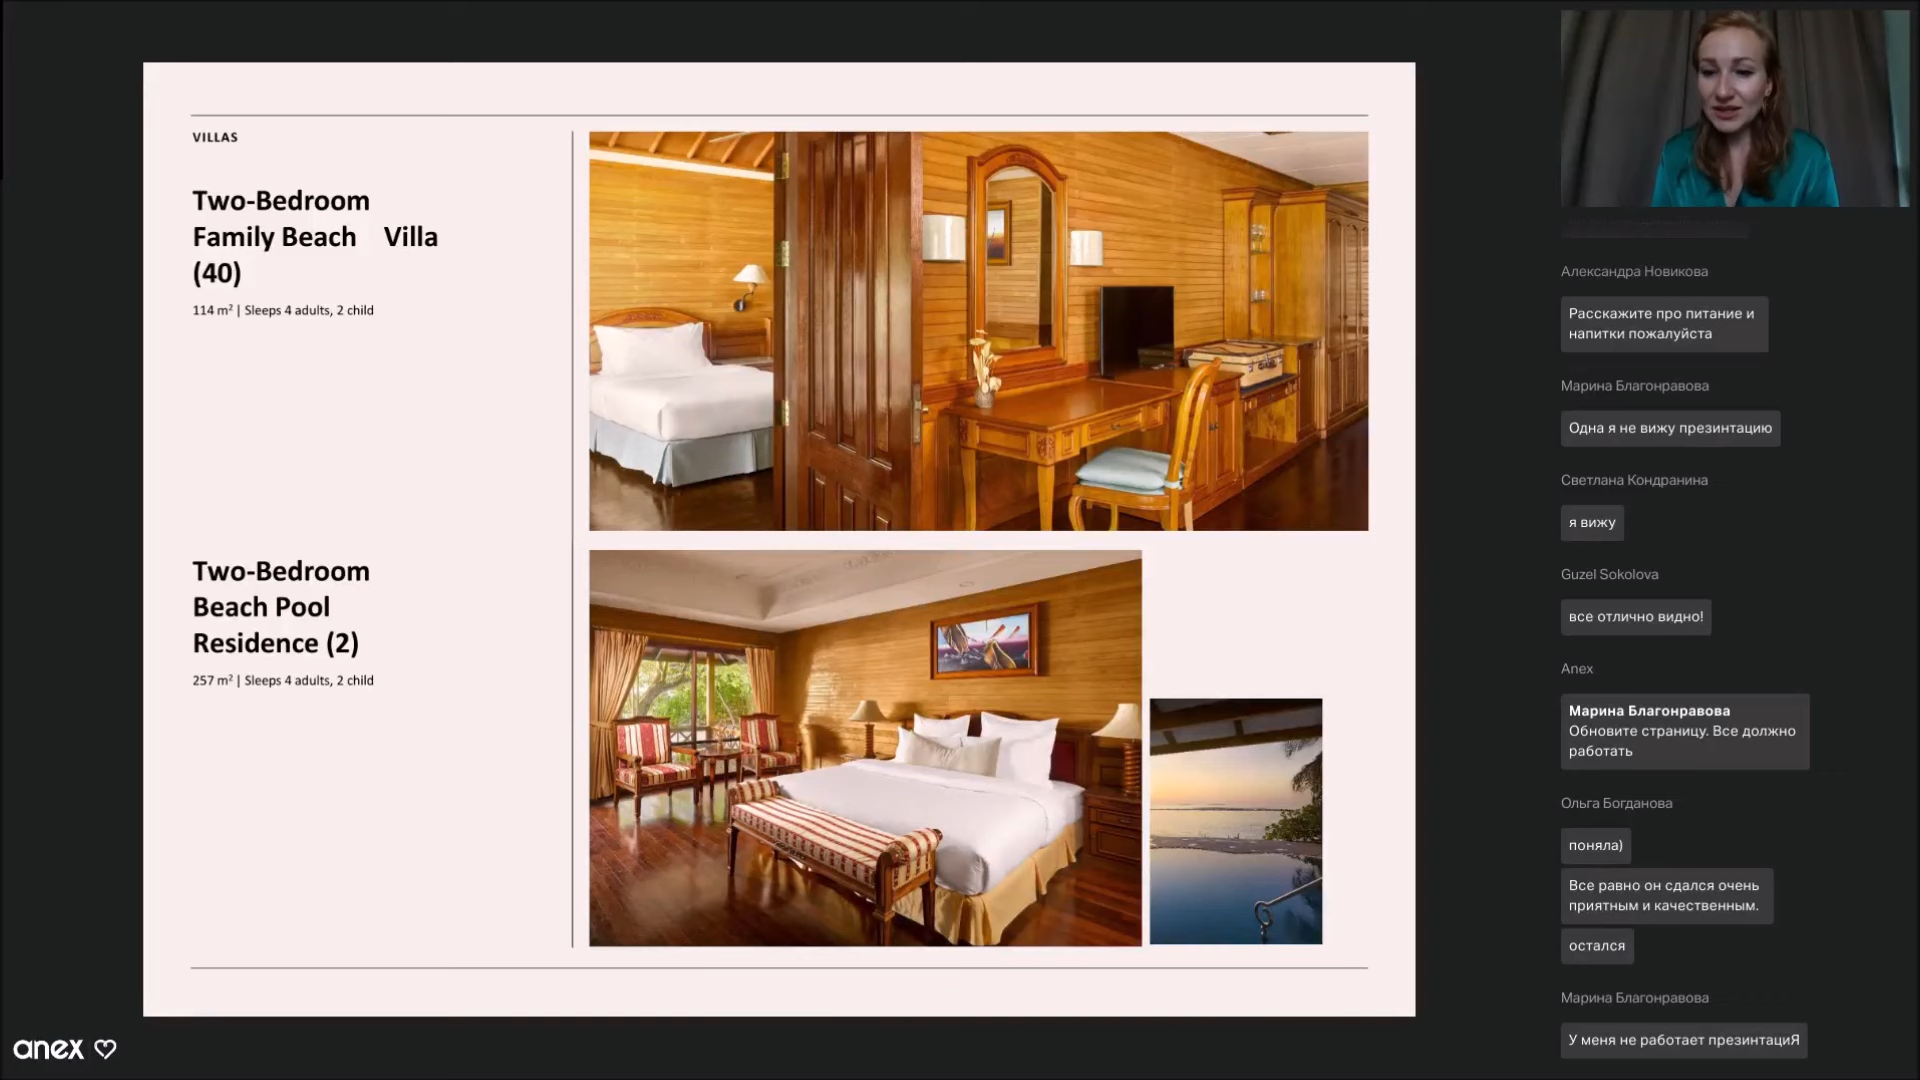 VILLAS
Two-Bedroom
Family Beach Villa
(40)
114 m² | Sleeps 4 adults, 2 child
Two-Bedroom
Beach Pool
Residence (2)
257 m² | Sleeps 4 adults, 2 child
anex
Александра Новикова
Расскажите про питание и
напитки пожалуйста
Марина Благонравова
Одна я не вижу презинтацию
Светлана Кондранина
я вижу
Guzel Sokolova
все отлично видно!
Anex
Марина Благонравова
Обновите страницу. Все должно
работать
Ольга Богданова
поняла)
Все равно он сдался очень
приятным и качественным.
остался
Марина Благонравова
У меня не работает презинтациЯ